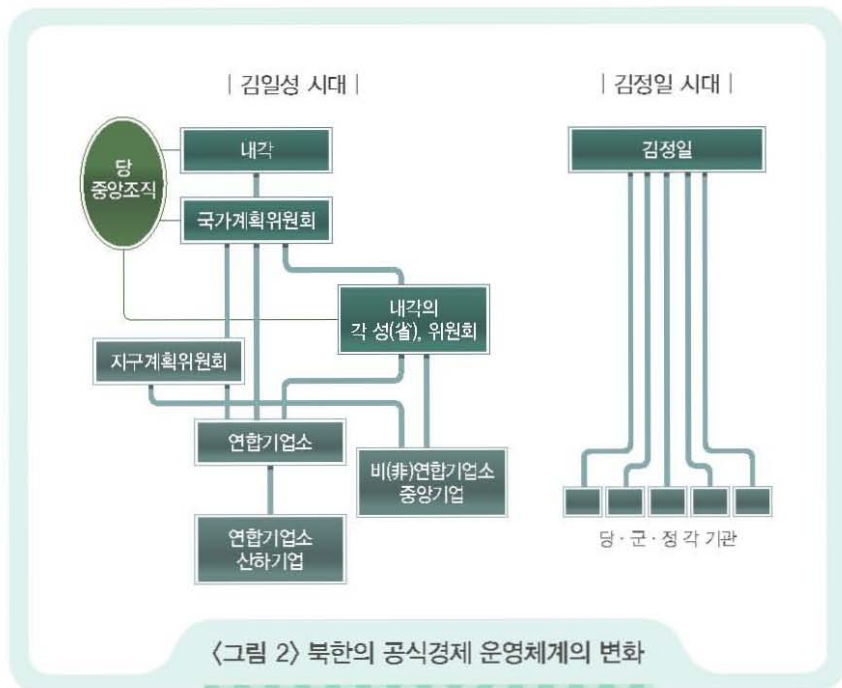 | 김일성 시대 |
당
중앙조직
내각
국가계획위원회
내각의
각 성(省), 위원회
지구계획위원회
연합기업소
비(非)연합기업소
중앙기업
연합기업소
산하기업
| 김정일 시대 |
김정일
당·군·정 각 기관
〈그림 2〉 북한의 공식경제 운영체계의 변화